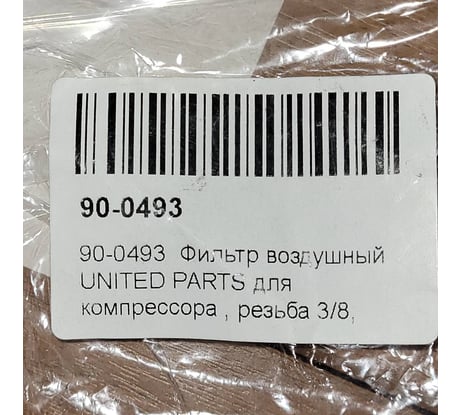 90-0493
90-0493 Фильтр воздушный
UNITED PARTS для
компрессора , резьба 3/8,